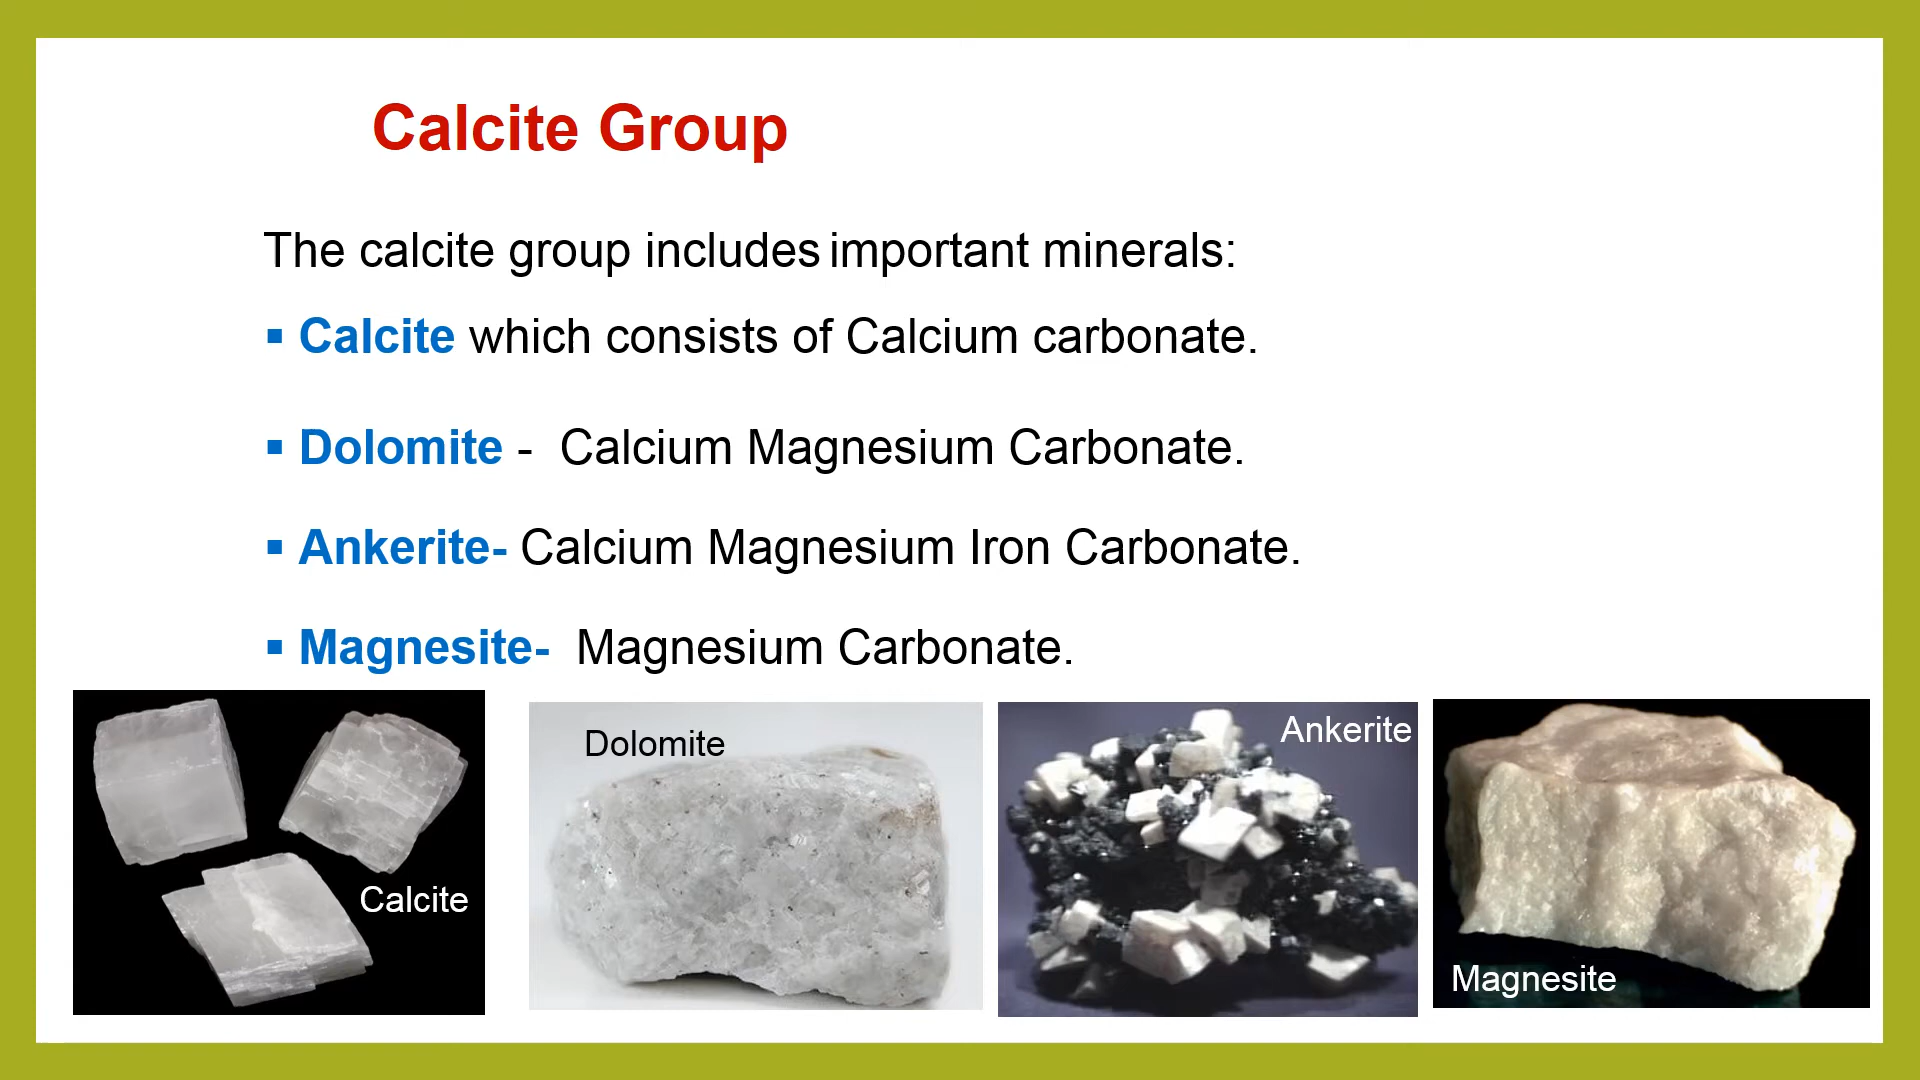 Calcite Group
The calcite group includes important minerals:
▪ Calcite which consists of Calcium carbonate.
▪ Dolomite - Calcium Magnesium Carbonate.
▪ Ankerite- Calcium Magnesium Iron Carbonate.
▪ Magnesite- Magnesium Carbonate.
Calcite
Dolomite
Ankerite
Magnesite